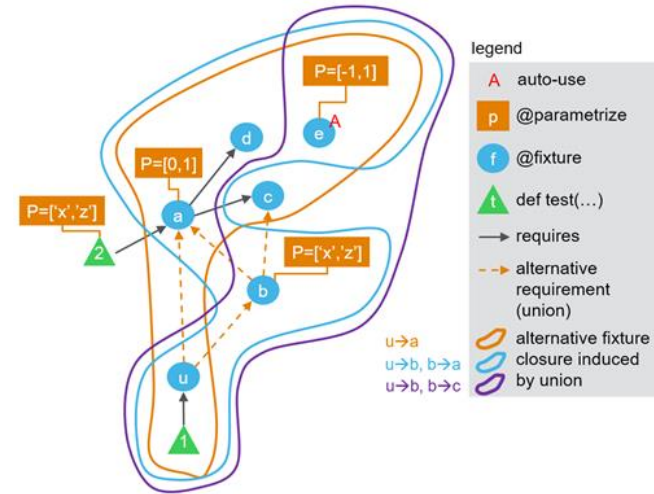 P=[-1,1]
A
e
d
P=[0,1]
c
a
P=['x','z']
2
P=['x','z']
b
u→a
u→b, b→a
u→b, b→c
u
1
legend
A auto-use
p @parametrize
f @fixture
t def test(…)
requires
alternative
requirement
(union)
alternative fixture
closure induced
by union